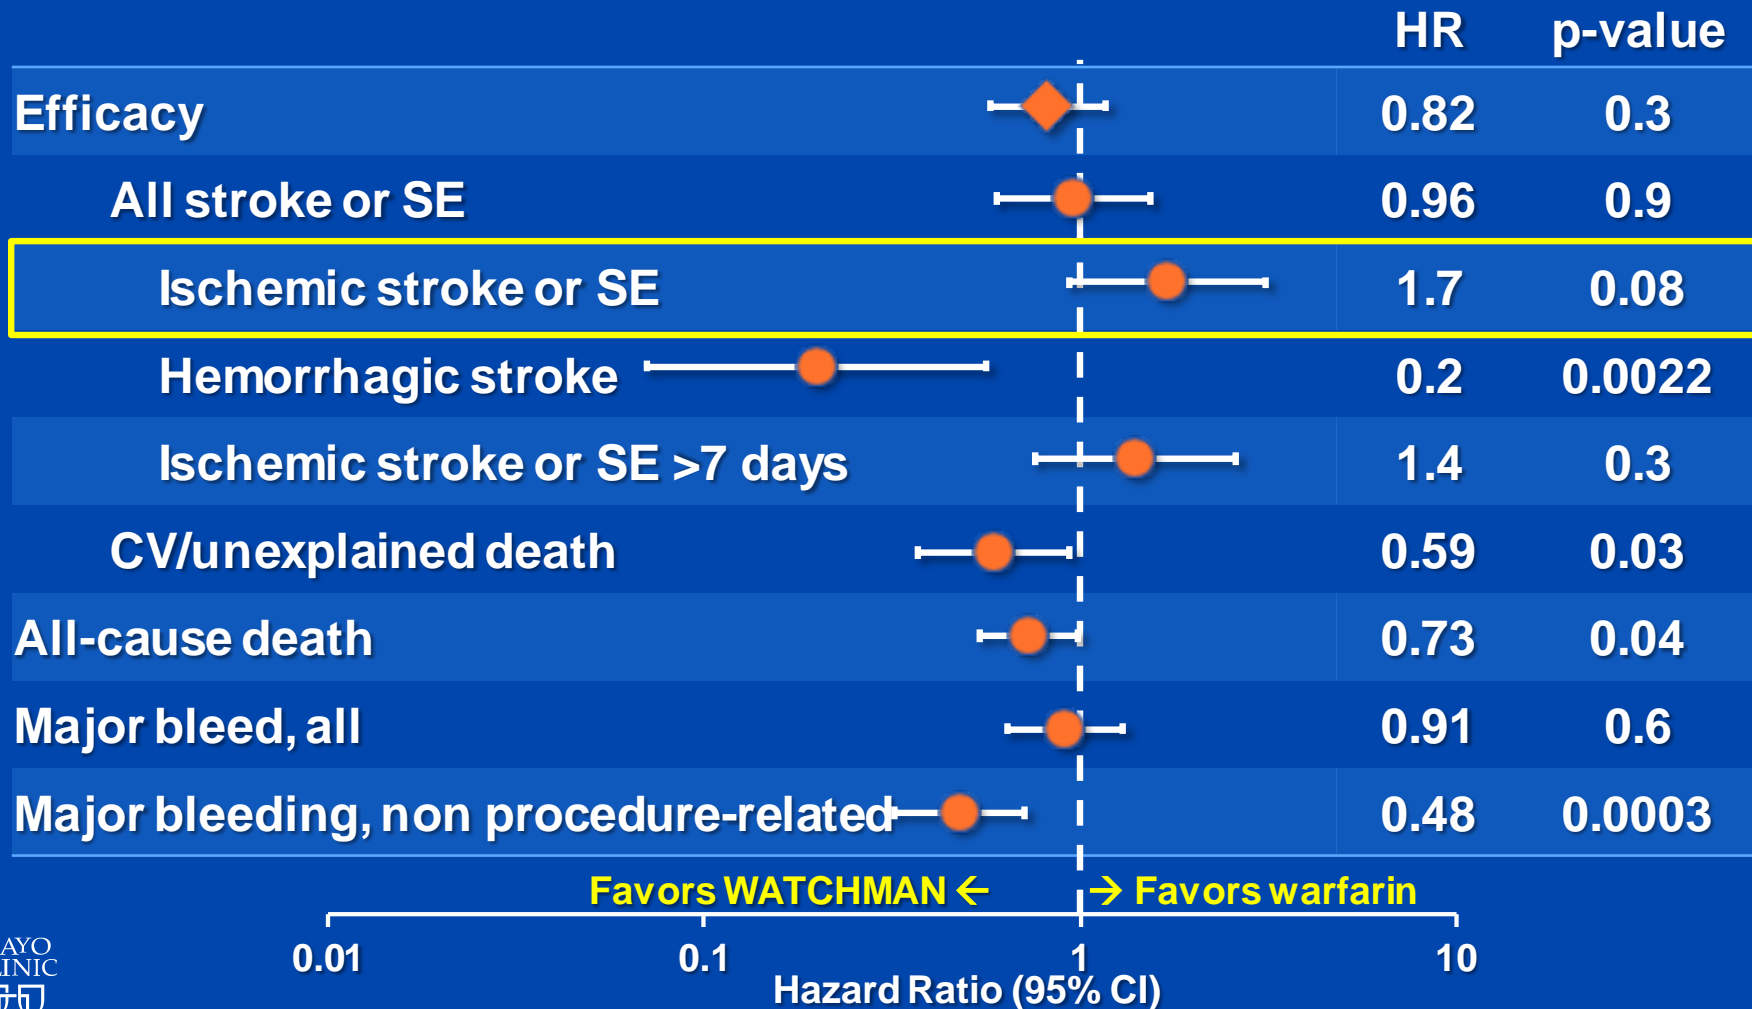 HR p-value
Efficacy 0.82 0.3
All stroke or SE 0.96 0.9
Ischemic stroke or SE 1.7 0.08
Hemorrhagic stroke 0.2 0.0022
Ischemic stroke or SE >7 days 1.4 0.3
CV/unexplained death 0.59 0.03
All-cause death 0.73 0.04
Major bleed, all 0.91 0.6
Major bleeding, non procedure-related 0.48 0.0003
Favors WATCHMAN ← → Favors warfarin
0.01 0.1 1 10
Hazard Ratio (95% CI)
AYO
LINIC